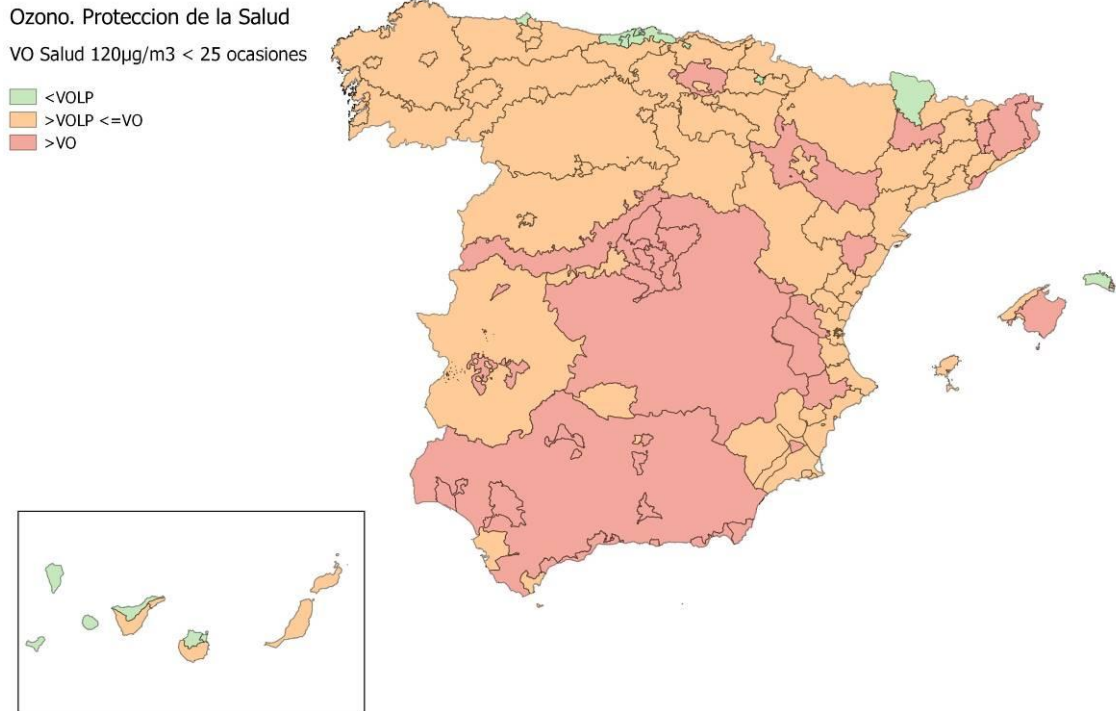 Ozono. Proteccion de la Salud
VO Salud 120µg/m3 < 25 ocasiones
<VOLP
>VOLP <=VO
>VO